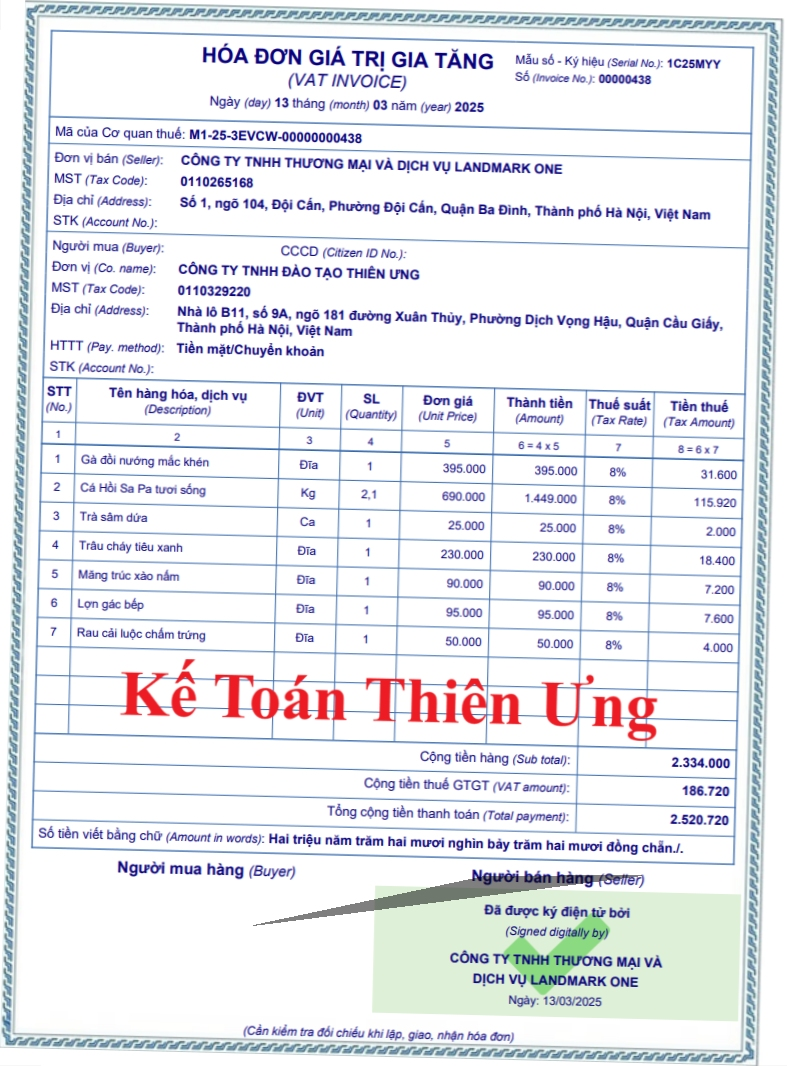 HÓA ĐƠN GIÁ TRỊ GIA TĂNG
(VAT INVOICE)
Ngày (day) 13 tháng (month) 03 năm (year) 2025
Mẫu số - Ký hiệu (Serial No.): 1C25MYY
Số (Invoice No.): 00000438
Mã của Cơ quan thuế: M1-25-3EVCW-00000000438
Đơn vị bán (Seller): CÔNG TY TNHH THƯƠNG MẠI VÀ DỊCH VỤ LANDMARK ONE
MST (Tax Code): 0110265168
Địa chỉ (Address): Số 1, ngõ 104, Đội Cấn, Phường Đội Cấn, Quận Ba Đình, Thành phố Hà Nội, Việt Nam
STK (Account No.):
Người mua (Buyer): CCCD (Citizen ID No.):
Đơn vị (Co. name): CÔNG TY TNHH ĐÀO TẠO THIÊN ƯNG
MST (Tax Code): 0110329220
Địa chỉ (Address): Nhà lô B11, số 9A, ngõ 181 đường Xuân Thủy, Phường Dịch Vọng Hậu, Quận Cầu Giấy,
Thành phố Hà Nội, Việt Nam
HTTT (Pay. method): Tiền mặt/Chuyển khoản
STK (Account No.):
STT Tên hàng hóa, dịch vụ ĐVT SL Đơn giá Thành tiền Thuế suất Tiền thuế
(No.) (Description) (Unit) (Quantity) (Unit Price) (Amount) (Tax Rate) (Tax Amount)
1 2 3 4 5 6 = 4 x 5 7 8 = 6 x 7
1 Gà đồi nướng mắc khén Đĩa 1 395.000 395.000 8% 31.600
2 Cá Hồi Sa Pa tươi sống Kg 2,1 690.000 1.449.000 8% 115.920
3 Trà sâm dứa Ca 1 25.000 25.000 8% 2.000
4 Trâu cháy tiêu xanh Đĩa 1 230.000 230.000 8% 18.400
5 Măng trúc xào nấm Đĩa 1 90.000 90.000 8% 7.200
6 Lợn gác bếp Đĩa 1 95.000 95.000 8% 7.600
7 Rau cải luộc chấm trứng Đĩa 1 50.000 50.000 8% 4.000
Kế Toán Thiên Ưng
Cộng tiền hàng (Sub total): 2.334.000
Cộng tiền thuế GTGT (VAT amount): 186.720
Tổng cộng tiền thanh toán (Total payment): 2.520.720
Số tiền viết bằng chữ (Amount in words): Hai triệu năm trăm hai mươi nghìn bảy trăm hai mươi đồng chẵn./.
Người mua hàng (Buyer) Người bán hàng (Seller)
Đã được ký điện tử bởi
(Signed digitally by)
CÔNG TY TNHH THƯƠNG MẠI VÀ
DỊCH VỤ LANDMARK ONE
Ngày: 13/03/2025
(Cần kiểm tra đối chiếu khi lập, giao, nhận hóa đơn)